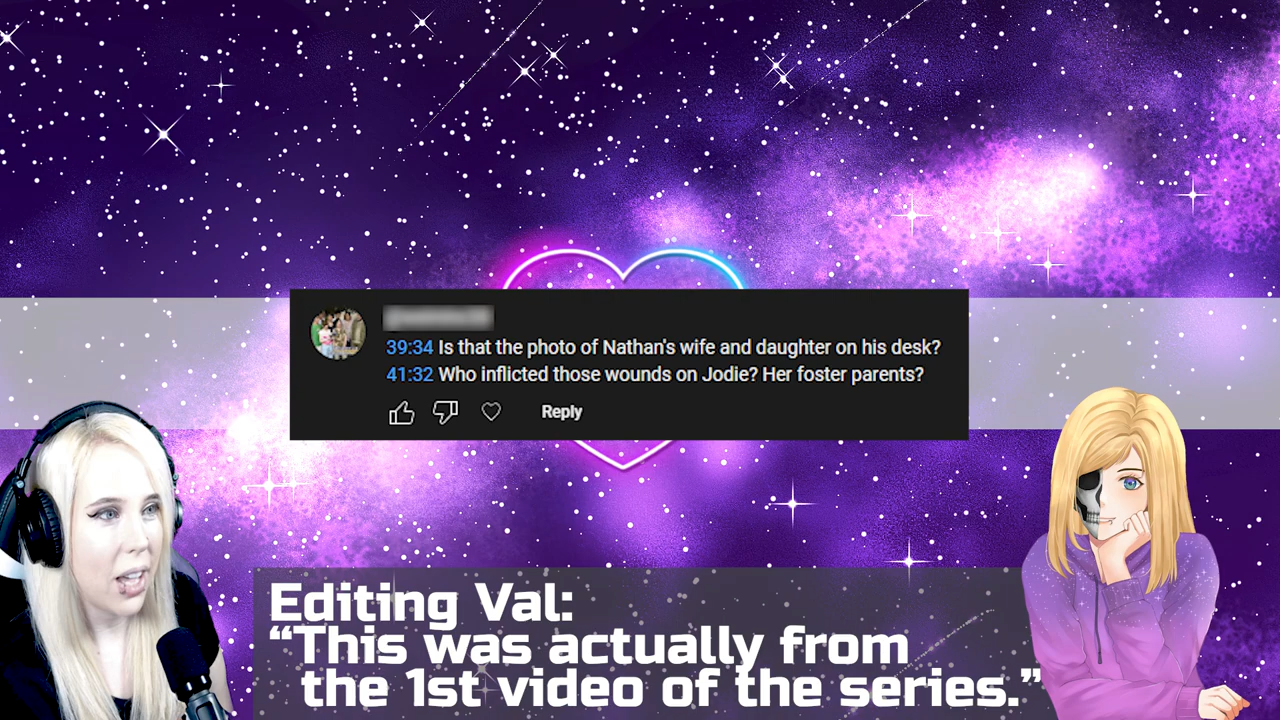 39:34 Is that the photo of Nathan's wife and daughter on his desk?
41:32 Who inflicted those wounds on Jodie? Her foster parents?
Reply
Editing Val:
“This was actually from
the 1st video of the series.”